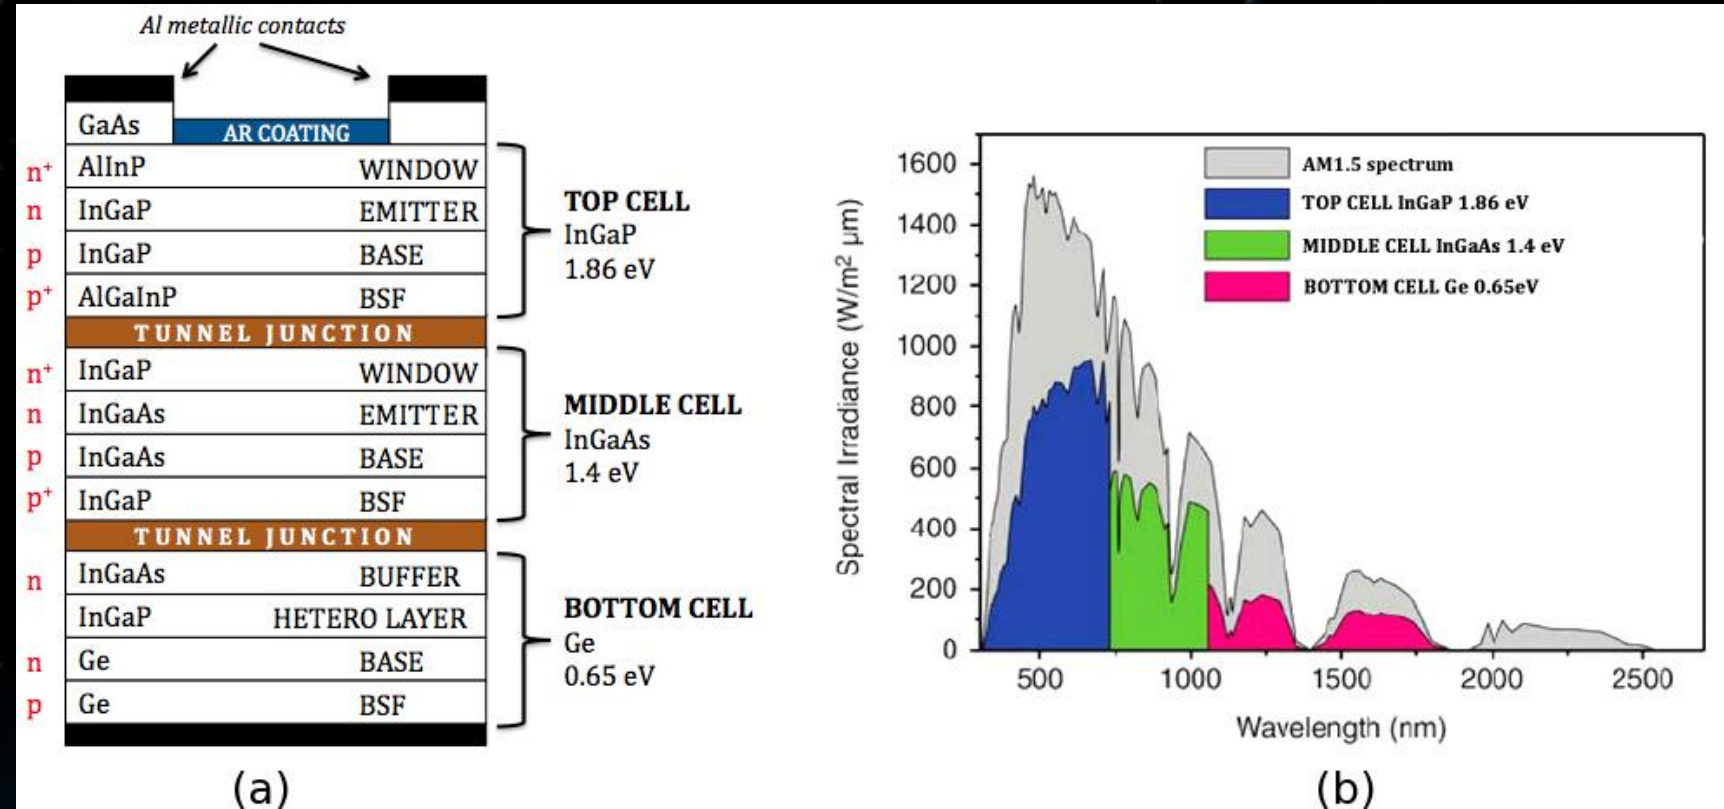 Al metallic contacts
GaAs
AR COATING
n⁺ AlInP WINDOW
n InGaP EMITTER
p InGaP BASE
p⁺ AlGaInP BSF
TOP CELL
InGaP
1.86 eV
TUNNEL JUNCTION
n⁺ InGaP WINDOW
n InGaAs EMITTER
p InGaAs BASE
p⁺ InGaP BSF
MIDDLE CELL
InGaAs
1.4 eV
TUNNEL JUNCTION
n InGaAs BUFFER
InGaP HETERO LAYER
n Ge BASE
p Ge BSF
BOTTOM CELL
Ge
0.65 eV
(a)
Spectral Irradiance (W/m² µm)
1600
1400
1200
1000
800
600
400
200
0
AM1.5 spectrum
TOP CELL InGaP 1.86 eV
MIDDLE CELL InGaAs 1.4 eV
BOTTOM CELL Ge 0.65eV
500 1000 1500 2000 2500
Wavelength (nm)
(b)